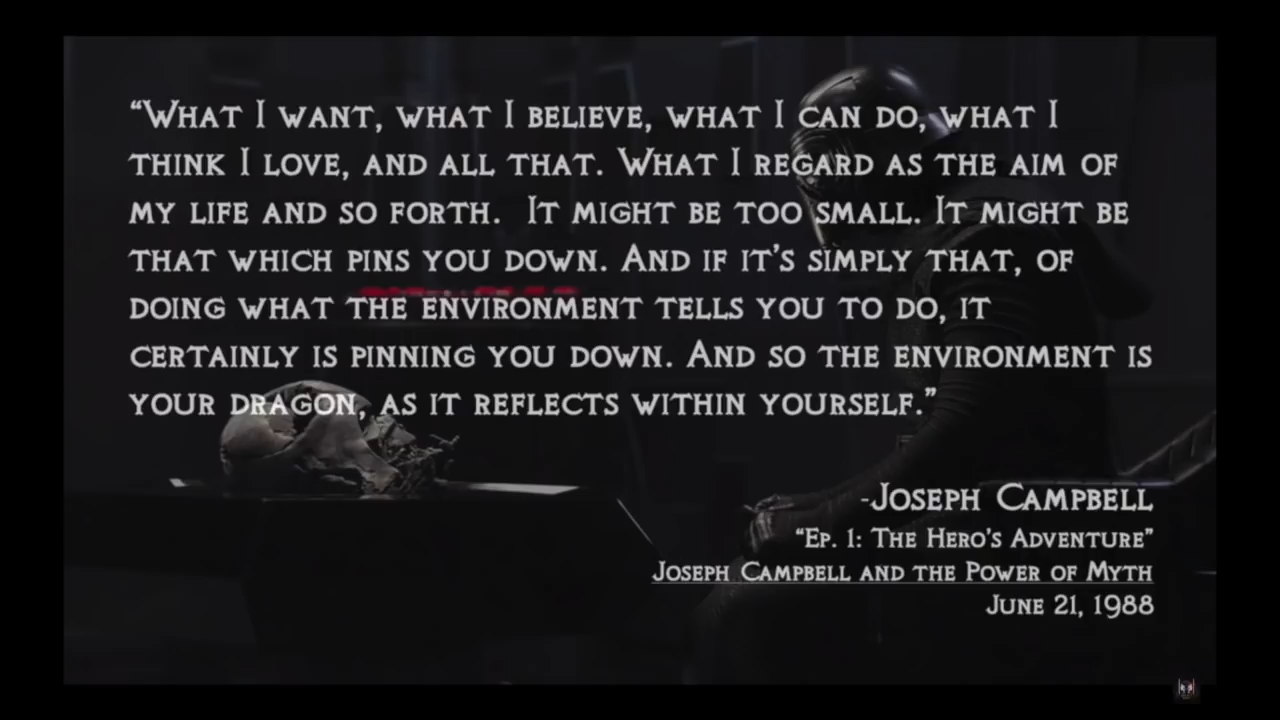 “What I want, what I believe, what I can do, what I
think I love, and all that. What I regard as the aim of
my life and so forth.  It might be too small. It might be
that which pins you down. And if it’s simply that, of
doing what the environment tells you to do, it
certainly is pinning you down. And so the environment is
your dragon, as it reflects within yourself.”
-Joseph Campbell
“Ep. 1: The Hero’s Adventure”
Joseph Campbell and the Power of Myth
June 21, 1988